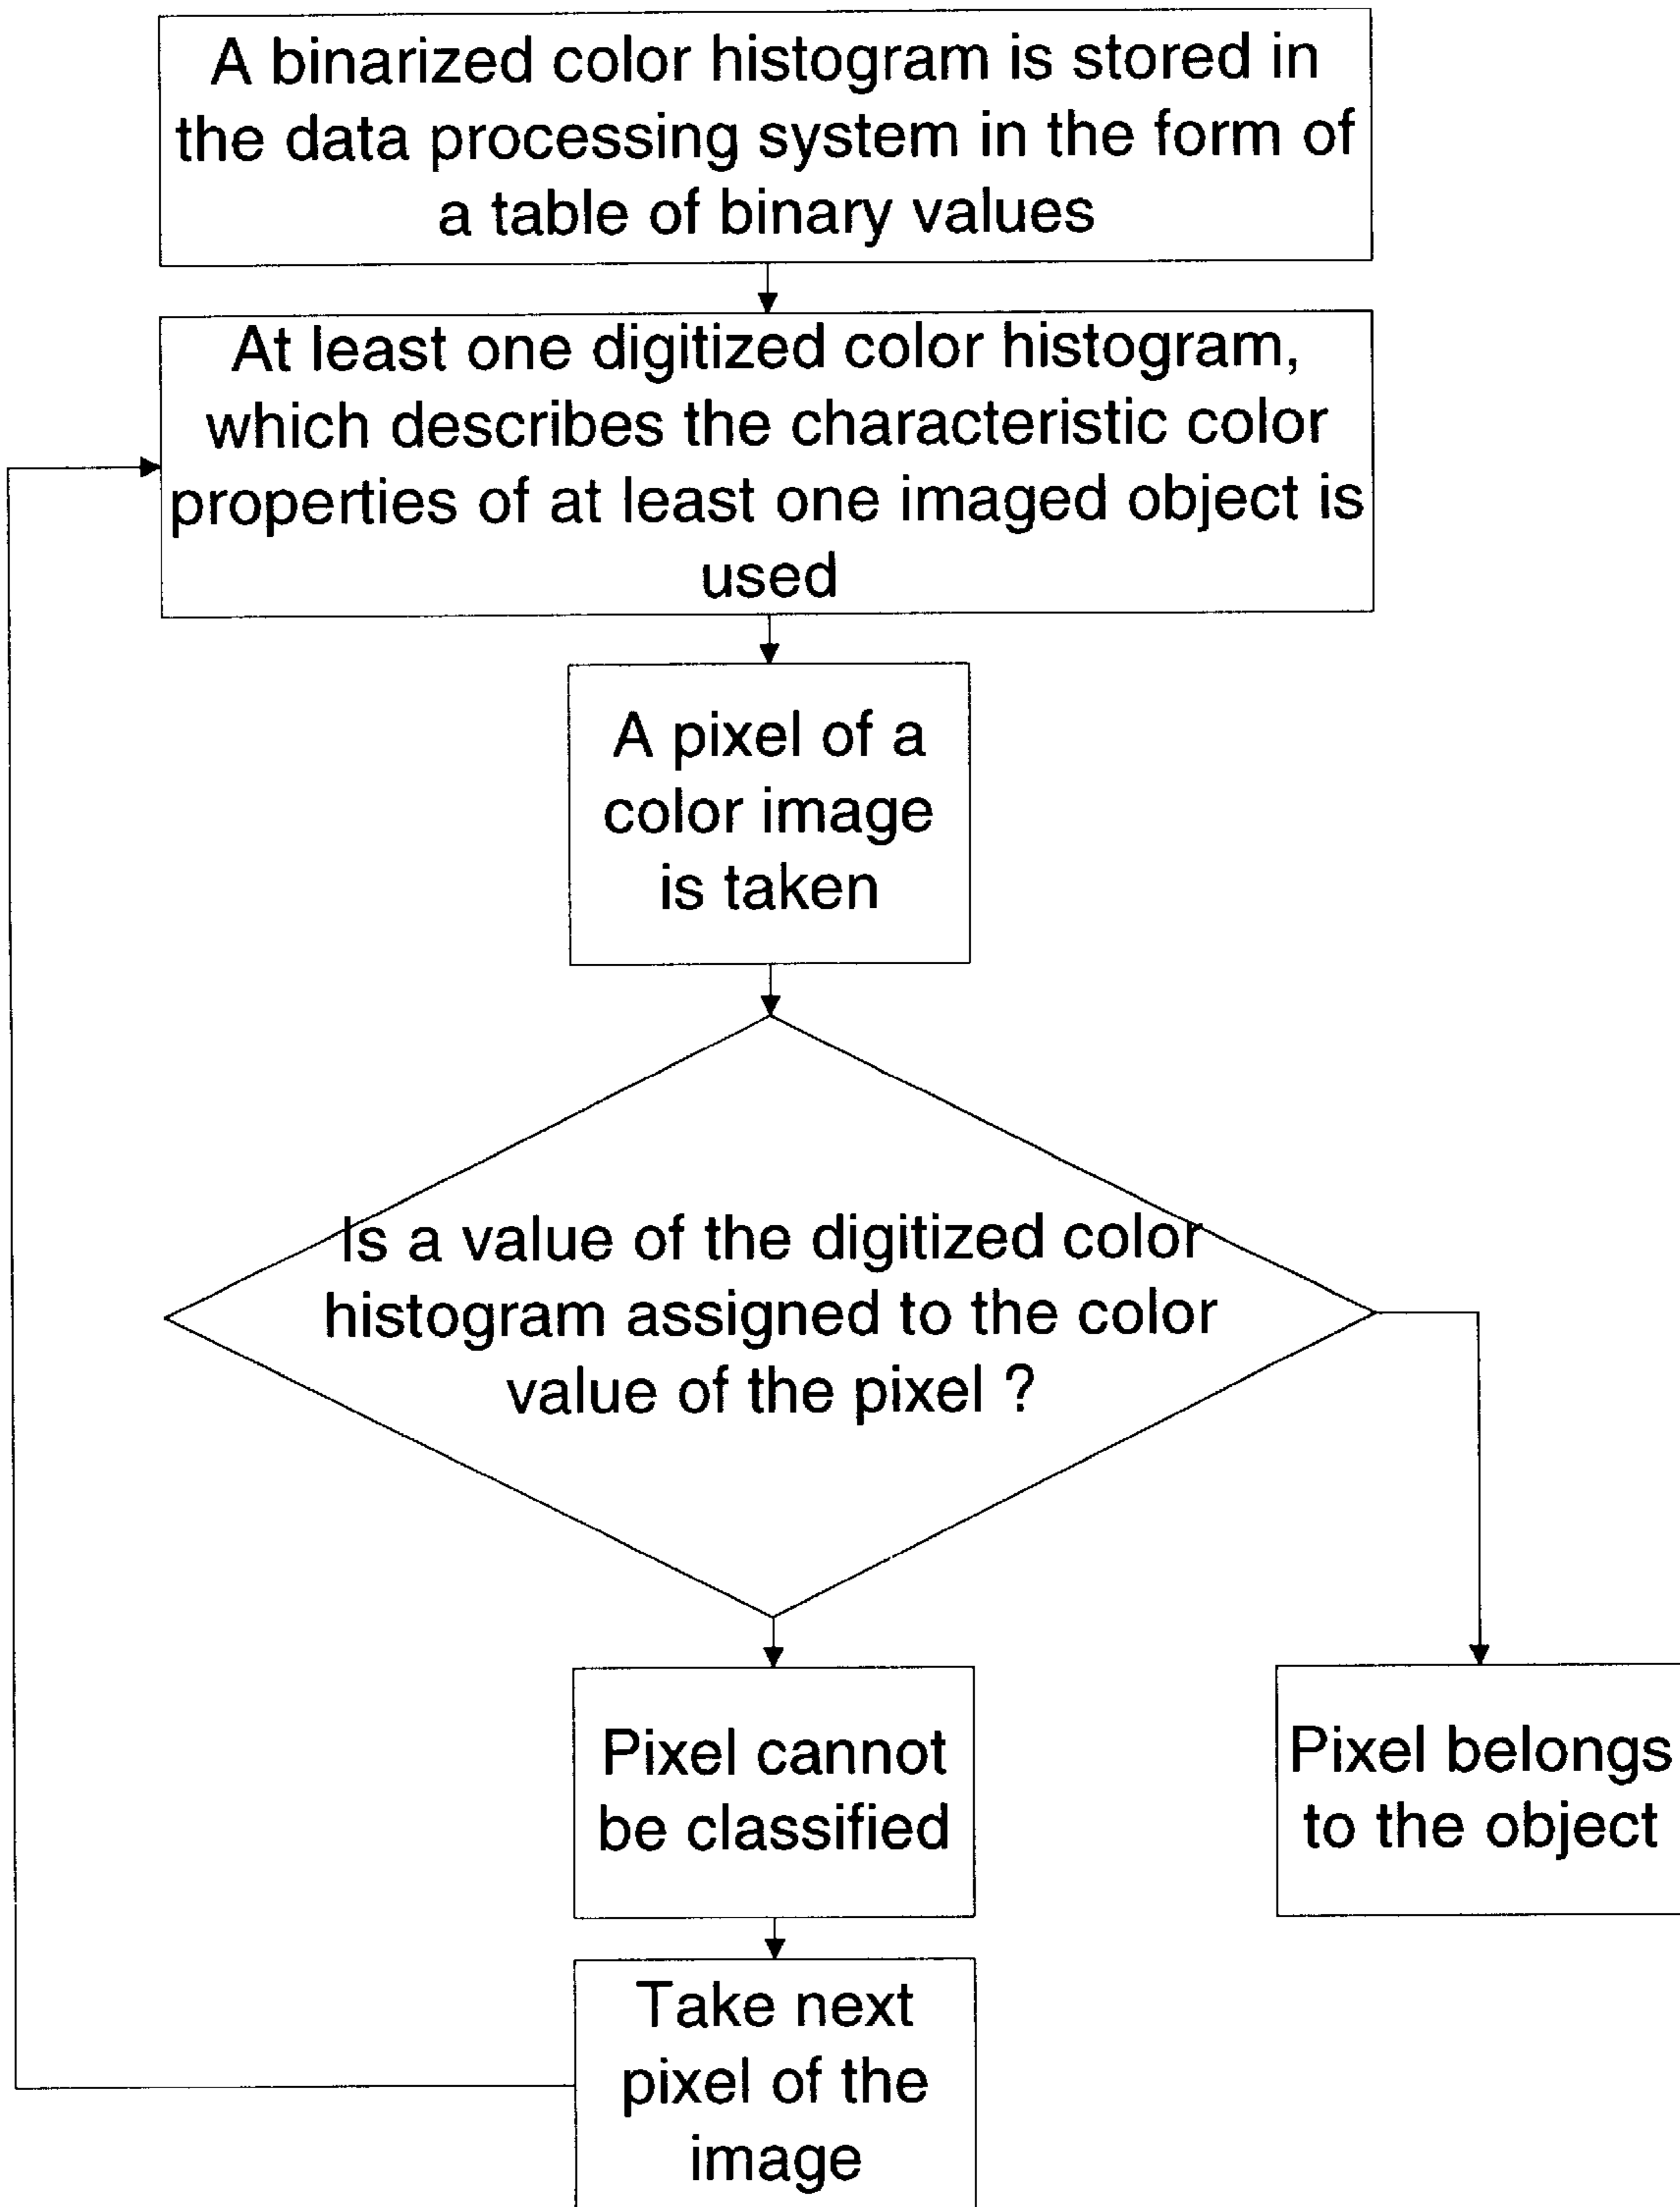 A binarized color histogram is stored in
the data processing system in the form of
a table of binary values
At least one digitized color histogram,
which describes the characteristic color
properties of at least one imaged object is
used
A pixel of a
color image
is taken
Is a value of the digitized color
histogram assigned to the color
value of the pixel ?
Pixel cannot
be classified
Pixel belongs
to the object
Take next
pixel of the
image